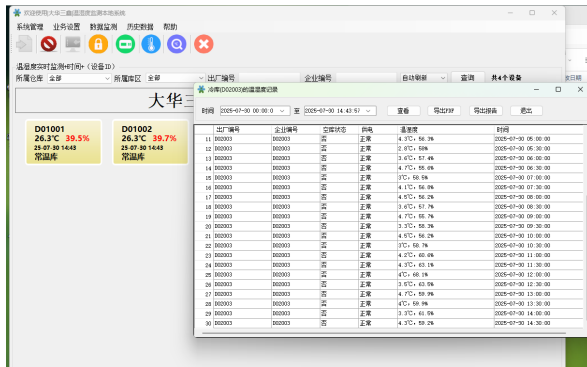 欢迎使用大华三鑫温湿度监测本地系统
系统管理 业务设置 数据监测 历史数据 帮助
温湿度实时监测+时间+（设备ID）
所属仓库 全部 所属库区 全部 出厂编号 企业编号 自动刷新 查询 共4个设备
大华三
D01001
26.3℃ 39.5%
25-07-30 14:43
常温库
D01002
26.3℃ 39.7%
25-07-30 14:43
常温库
冷库(D02003)的温湿度记录
时间 2025-07-30 00:00:0 至 2025-07-30 14:43:57 查看 导出PDF 导出报告 退出
出厂编号 企业编号 空库状态 供电 温湿度 时间
11 D02003 D02003 否 正常 4.3℃, 56.3% 2025-07-30 05:00:00
12 D02003 D02003 否 正常 2.8℃, 58% 2025-07-30 05:30:00
13 D02003 D02003 否 正常 3.6℃, 57.4% 2025-07-30 06:00:00
14 D02003 D02003 否 正常 4.7℃, 55.6% 2025-07-30 06:30:00
15 D02003 D02003 否 正常 3℃, 58.5% 2025-07-30 07:00:00
16 D02003 D02003 否 正常 4.1℃, 56.8% 2025-07-30 07:30:00
17 D02003 D02003 否 正常 4.5℃, 56.2% 2025-07-30 08:00:00
18 D02003 D02003 否 正常 3.6℃, 57.7% 2025-07-30 08:30:00
19 D02003 D02003 否 正常 4.7℃, 55.7% 2025-07-30 09:00:00
20 D02003 D02003 否 正常 3.3℃, 58.3% 2025-07-30 09:30:00
21 D02003 D02003 否 正常 4.5℃, 56.2% 2025-07-30 10:00:00
22 D02003 D02003 否 正常 3℃, 58.7% 2025-07-30 10:30:00
23 D02003 D02003 否 正常 4.2℃, 60.6% 2025-07-30 11:00:00
24 D02003 D02003 否 正常 4.3℃, 63.1% 2025-07-30 11:30:00
25 D02003 D02003 否 正常 4℃, 68.1% 2025-07-30 12:00:00
26 D02003 D02003 否 正常 3.5℃, 63.5% 2025-07-30 12:30:00
27 D02003 D02003 否 正常 4.7℃, 59.9% 2025-07-30 13:00:00
28 D02003 D02003 否 正常 4℃, 59.9% 2025-07-30 13:30:00
29 D02003 D02003 否 正常 3.3℃, 61.5% 2025-07-30 14:00:00
30 D02003 D02003 否 正常 4.3℃, 59.2% 2025-07-30 14:30:00